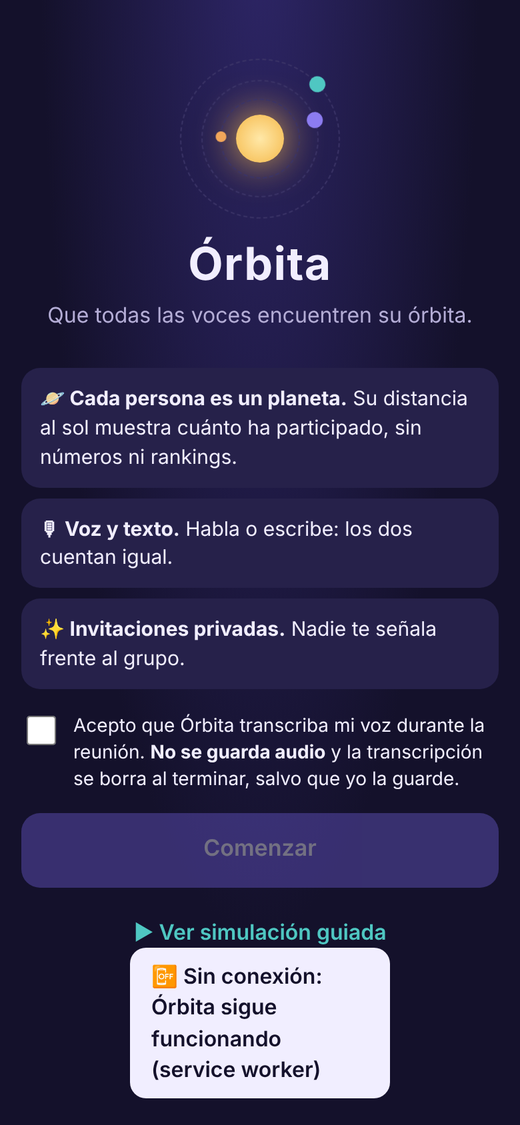 Órbita
Que todas las voces encuentren su órbita.
🪐 Cada persona es un planeta. Su distancia
al sol muestra cuánto ha participado, sin
números ni rankings.
🎙 Voz y texto. Habla o escribe: los dos
cuentan igual.
✨ Invitaciones privadas. Nadie te señala
frente al grupo.
Acepto que Órbita transcriba mi voz durante la
reunión. No se guarda audio y la transcripción
se borra al terminar, salvo que yo la guarde.
Comenzar
▶ Ver simulación guiada
📴 Sin conexión:
Órbita sigue
funcionando
(service worker)